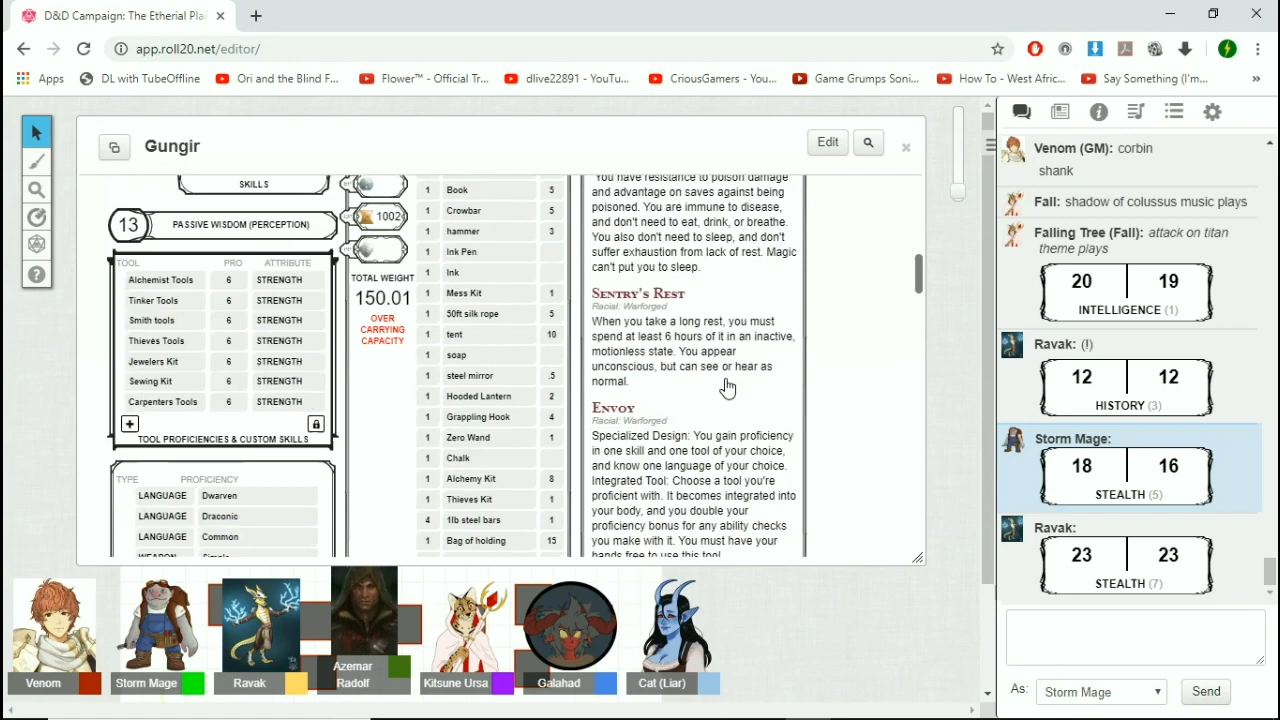 D&D Campaign: The Etherial Plai
app.roll20.net/editor/
Apps
DL with TubeOffline
Ori and the Blind F...
Flower™ - Official Tr...
dlive22891 - YouTu...
CriousGamers - You...
Game Grumps Soni...
How To - West Afric...
Say Something (I'm...
»
Gungir
Edit
SKILLS
13
PASSIVE WISDOM (PERCEPTION)
TOOL PRO ATTRIBUTE
Alchemist Tools 6 STRENGTH
Tinker Tools 6 STRENGTH
Smith tools 6 STRENGTH
Thieves Tools 6 STRENGTH
Jewelers Kit 6 STRENGTH
Sewing Kit 6 STRENGTH
Carpenters Tools 6 STRENGTH
TOOL PROFICIENCIES & CUSTOM SKILLS
TYPE PROFICIENCY
LANGUAGE Dwarven
LANGUAGE Draconic
LANGUAGE Common
WEAPON Simple
1002
TOTAL WEIGHT
150.01
OVER
CARRYING
CAPACITY
1 Book 5
1 Crowbar 5
1 hammer 3
1 Ink Pen
1 Ink
1 Mess Kit 1
1 50ft silk rope 5
1 tent 10
1 soap
1 steel mirror .5
1 Hooded Lantern 2
1 Grappling Hook 4
1 Zero Wand 1
1 Chalk
1 Alchemy Kit 8
1 Thieves Kit 1
4 1lb steel bars 1
1 Bag of holding 15
You have resistance to poison damage
and advantage on saves against being
poisoned. You are immune to disease,
and don't need to eat, drink, or breathe.
You also don't need to sleep, and don't
suffer exhaustion from lack of rest. Magic
can't put you to sleep.
SENTRY'S REST
Racial: Warforged
When you take a long rest, you must
spend at least 6 hours of it in an inactive,
motionless state. You appear
unconscious, but can see or hear as
normal.
ENVOY
Racial: Warforged
Specialized Design: You gain proficiency
in one skill and one tool of your choice,
and know one language of your choice.
Integrated Tool: Choose a tool you're
proficient with. It becomes integrated into
your body, and you double your
proficiency bonus for any ability checks
you make with it. You must have your
hands free to use this tool.
Venom (GM): corbin
shank
Fall: shadow of colussus music plays
Falling Tree (Fall): attack on titan
theme plays
20 19
INTELLIGENCE (1)
Ravak: (!)
12 12
HISTORY (3)
Storm Mage:
18 16
STEALTH (5)
Ravak:
23 23
STEALTH (7)
As: Storm Mage Send
Venom
Storm Mage
Ravak
Azemar
Radolf
Kitsune Ursa
Galahad
Cat (Liar)